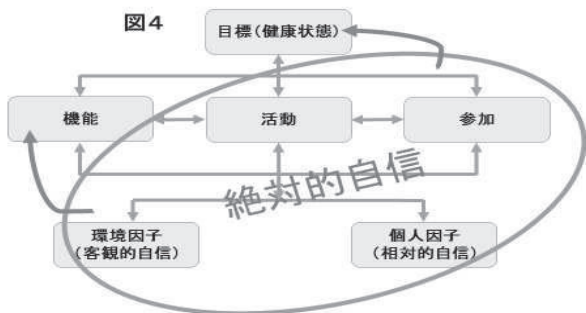 図4
目標(健康状態)
機能
活動
参加
絶対的自信
環境因子
(客観的自信)
個人因子
(相対的自信)